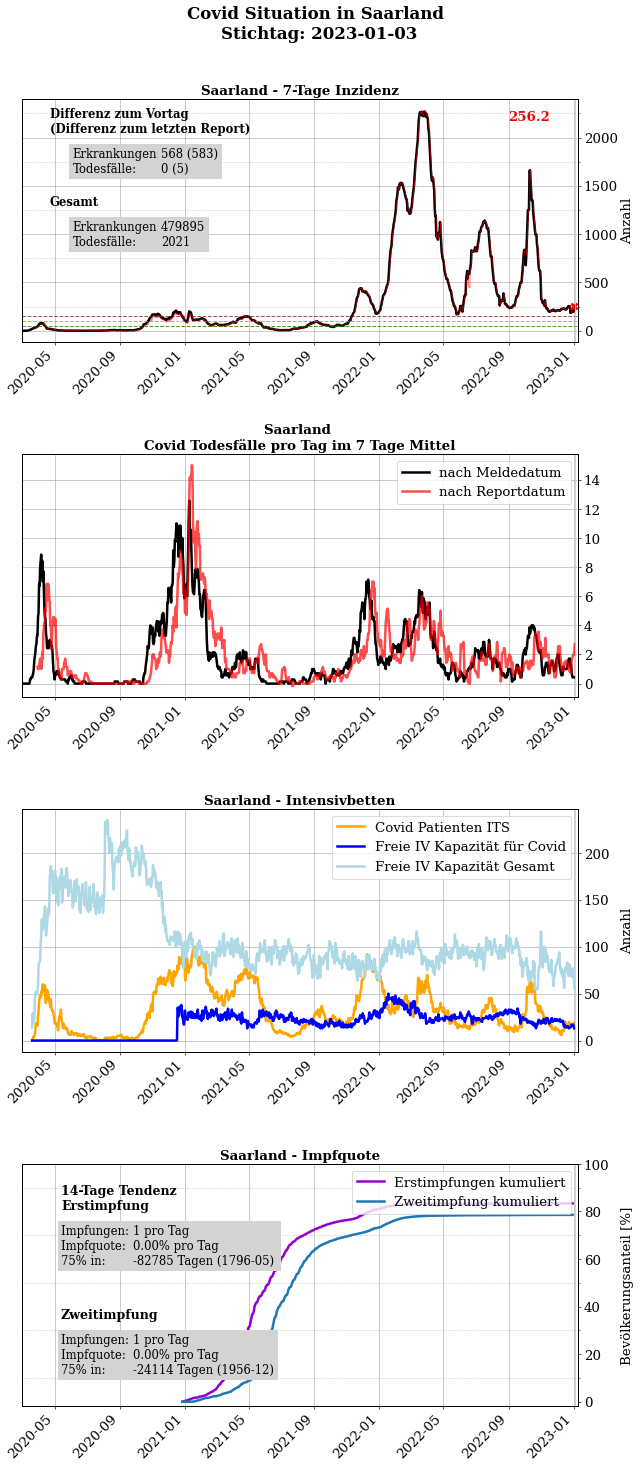 Covid Situation in Saarland
Stichtag: 2023-01-03
Saarland - 7-Tage Inzidenz
Differenz zum Vortag
(Differenz zum letzten Report)
Erkrankungen 568 (583)
Todesfälle: 0 (5)
Gesamt
Erkrankungen 479895
Todesfälle: 2021
256.2
2000
1500
1000
500
0
Anzahl
2020-05
2020-09
2021-01
2021-05
2021-09
2022-01
2022-05
2022-09
2023-01
Saarland
Covid Todesfälle pro Tag im 7 Tage Mittel
nach Meldedatum
nach Reportdatum
14
12
10
8
6
4
2
0
2020-05
2020-09
2021-01
2021-05
2021-09
2022-01
2022-05
2022-09
2023-01
Saarland - Intensivbetten
Covid Patienten ITS
Freie IV Kapazität für Covid
Freie IV Kapazität Gesamt
200
150
100
50
0
Anzahl
2020-05
2020-09
2021-01
2021-05
2021-09
2022-01
2022-05
2022-09
2023-01
Saarland - Impfquote
14-Tage Tendenz
Erstimpfung
Impfungen: 1 pro Tag
Impfquote: 0.00% pro Tag
75% in: -82785 Tagen (1796-05)
Zweitimpfung
Impfungen: 1 pro Tag
Impfquote: 0.00% pro Tag
75% in: -24114 Tagen (1956-12)
Erstimpfungen kumuliert
Zweitimpfung kumuliert
100
80
60
40
20
0
Bevölkerungsanteil [%]
2020-05
2020-09
2021-01
2021-05
2021-09
2022-01
2022-05
2022-09
2023-01